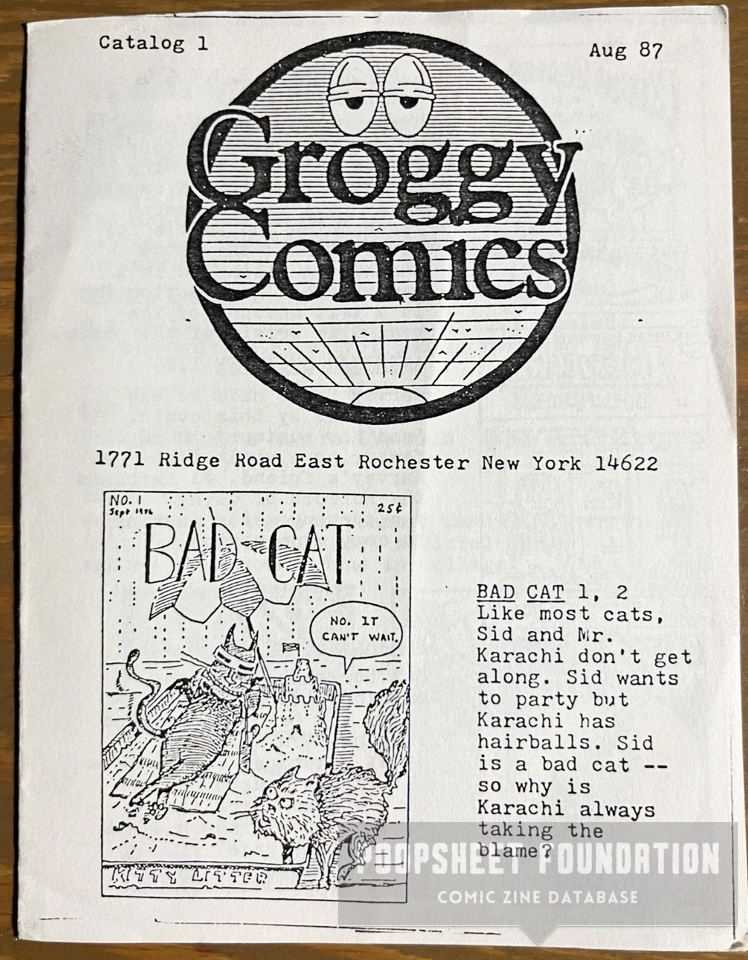 Catalog 1
Aug 87
Groggy
Comics
1771 Ridge Road East Rochester New York 14622
NO. 1
Sept 1986
25¢
BAD CAT
NO. IT
CAN'T WAIT.
KITTY LITTER
BAD CAT 1, 2
Like most cats,
Sid and Mr.
Karachi don't get
along. Sid wants
to party but
Karachi has
hairballs. Sid
is a bad cat --
so why is
Karachi always
taking the
blame?
POOPSHEET FOUNDATION
COMIC ZINE DATABASE